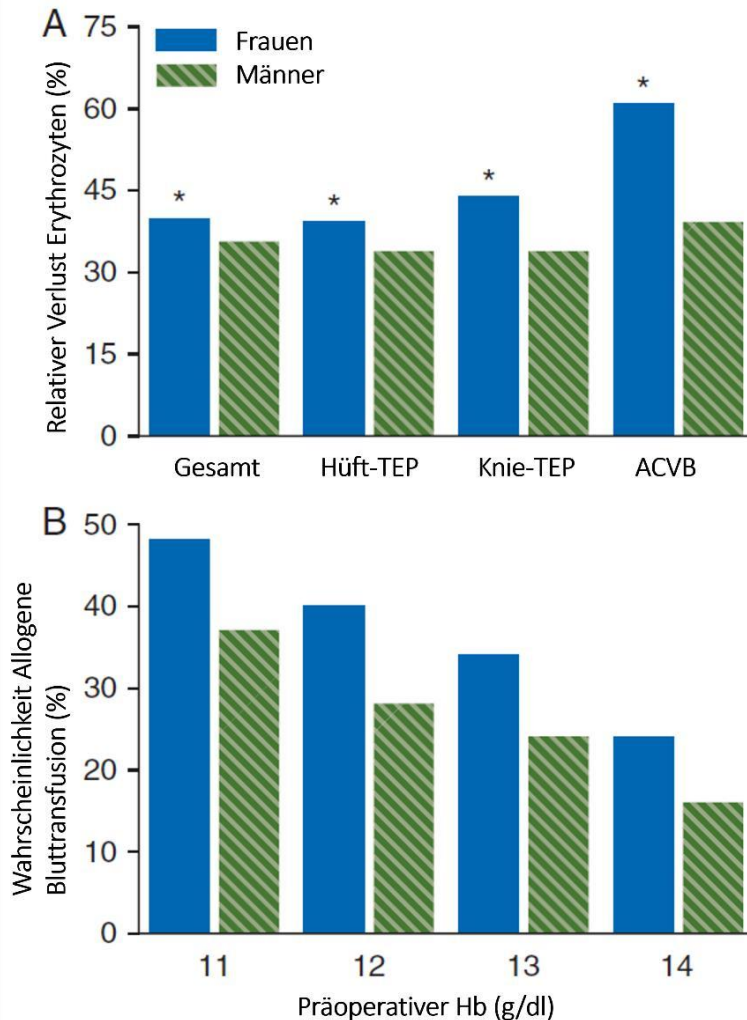 A
Frauen
Männer
Relativer Verlust Erythrozyten (%)
75
60
45
30
15
0
*
*
*
*
Gesamt Hüft-TEP Knie-TEP ACVB
B
Wahrscheinlichkeit Allogene
Bluttransfusion (%)
50
40
30
20
10
0
11 12 13 14
Präoperativer Hb (g/dl)